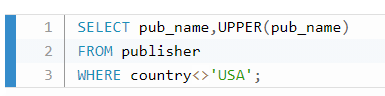 1 SELECT pub_name,UPPER(pub_name)
2 FROM publisher
3 WHERE country<>'USA';